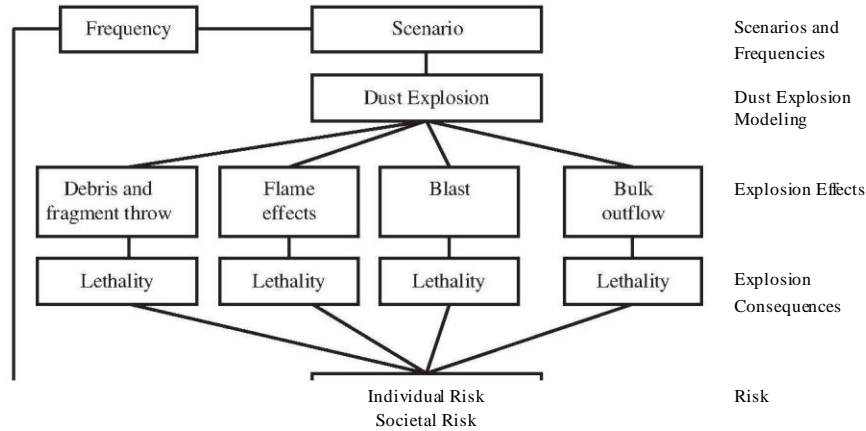 Frequency
Scenario
Scenarios and
Frequencies
Dust Explosion
Dust Explosion
Modeling
Debris and
fragment throw
Flame
effects
Blast
Bulk
outflow
Explosion Effects
Lethality
Lethality
Lethality
Lethality
Explosion
Consequences
Individual Risk
Societal Risk
Risk